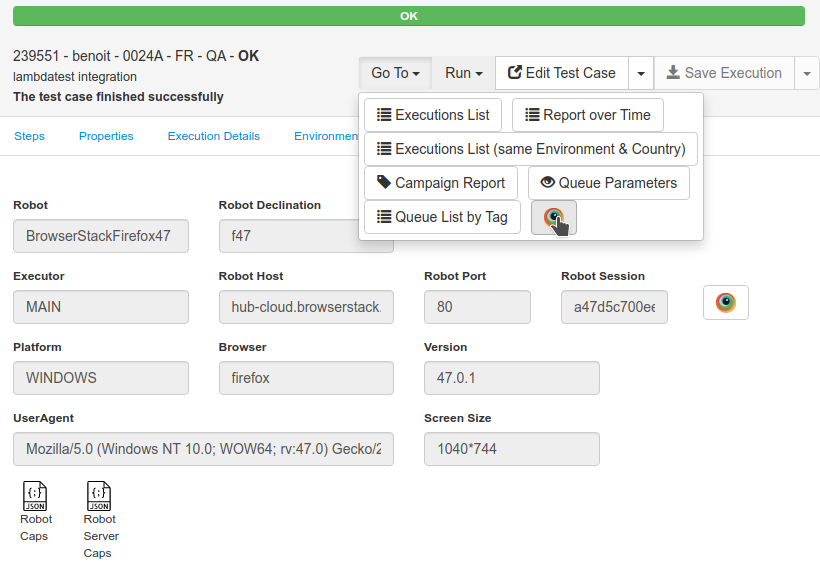 OK
239551 - benoit - 0024A - FR - QA - OK
lambdatest integration
The test case finished successfully
Go To
Run
Edit Test Case
Save Execution
Executions List
Report over Time
Executions List (same Environment & Country)
Campaign Report
Queue Parameters
Queue List by Tag
Steps
Properties
Execution Details
Environmen
Robot
Robot Declination
BrowserStackFirefox47
f47
Executor
Robot Host
Robot Port
Robot Session
MAIN
hub-cloud.browserstack.
80
a47d5c700ee
Platform
Browser
Version
WINDOWS
firefox
47.0.1
UserAgent
Screen Size
Mozilla/5.0 (Windows NT 10.0; WOW64; rv:47.0) Gecko/2
1040*744
{;}
JSON
Robot
Caps
{;}
JSON
Robot
Server
Caps